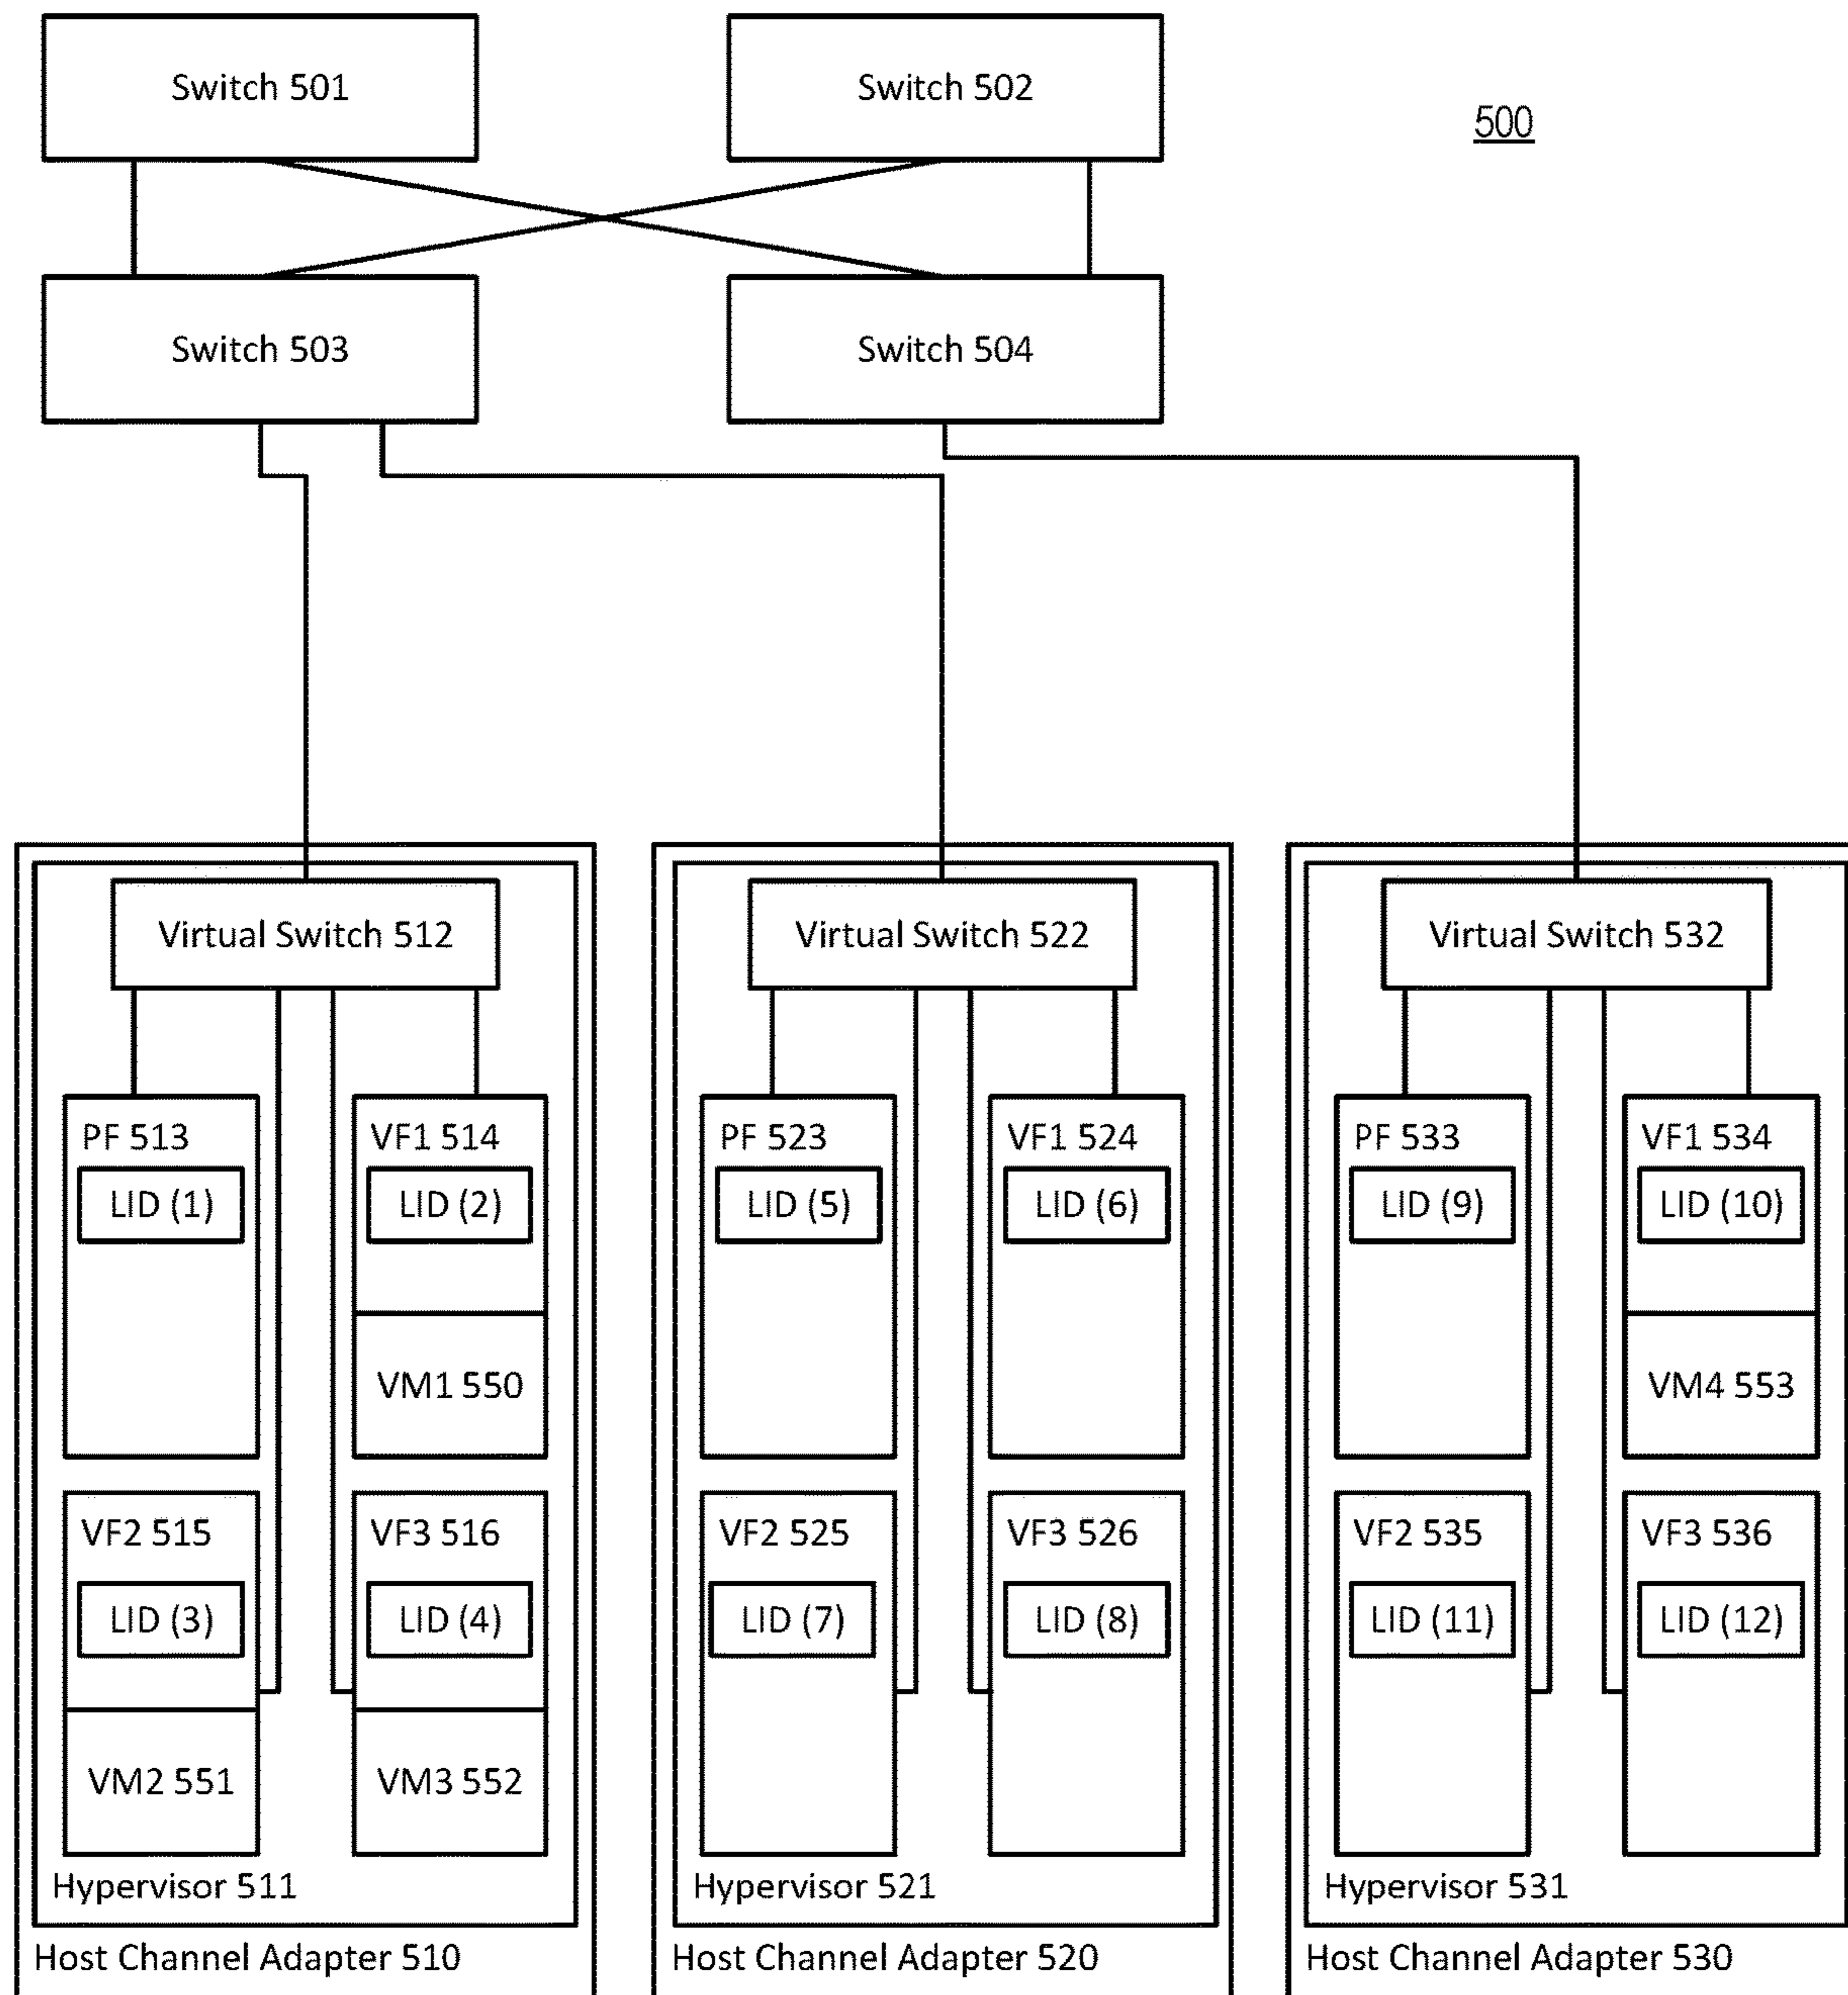 Switch 501
Switch 502
500
Switch 503
Switch 504
Virtual Switch 512
Virtual Switch 522
Virtual Switch 532
PF 513
LID (1)
VF1 514
LID (2)
VM1 550
VF2 515
LID (3)
VM2 551
VF3 516
LID (4)
VM3 552
Hypervisor 511
Host Channel Adapter 510
PF 523
LID (5)
VF1 524
LID (6)
VF2 525
LID (7)
VF3 526
LID (8)
Hypervisor 521
Host Channel Adapter 520
PF 533
LID (9)
VF1 534
LID (10)
VM4 553
VF2 535
LID (11)
VF3 536
LID (12)
Hypervisor 531
Host Channel Adapter 530